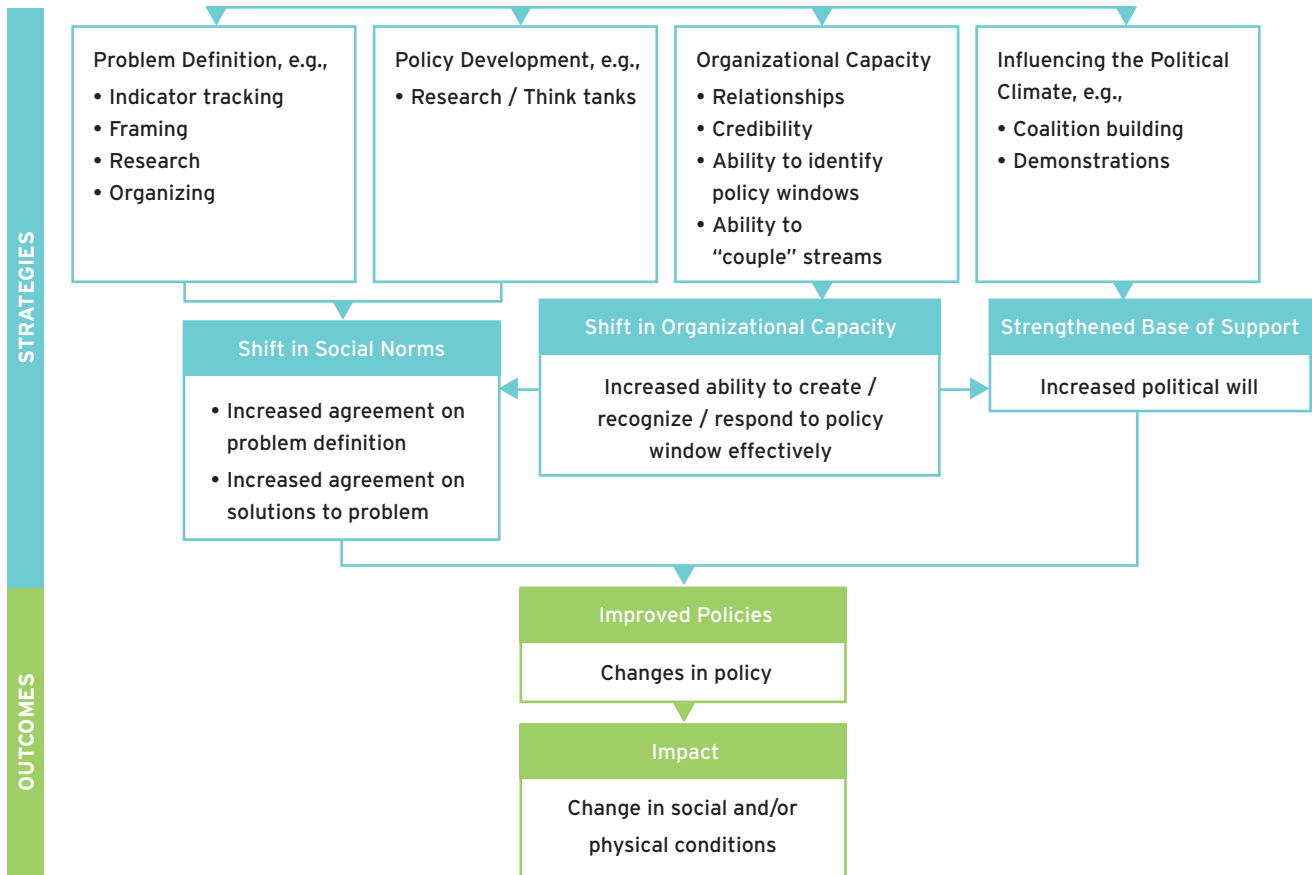 STRATEGIES
Problem Definition, e.g.,
• Indicator tracking
• Framing
• Research
• Organizing
Policy Development, e.g.,
• Research / Think tanks
Organizational Capacity
• Relationships
• Credibility
• Ability to identify
policy windows
• Ability to
“couple” streams
Influencing the Political
Climate, e.g.,
• Coalition building
• Demonstrations
Shift in Social Norms
• Increased agreement on
problem definition
• Increased agreement on
solutions to problem
Shift in Organizational Capacity
Increased ability to create /
recognize / respond to policy
window effectively
Strengthened Base of Support
Increased political will
OUTCOMES
Improved Policies
Changes in policy
Impact
Change in social and/or
physical conditions